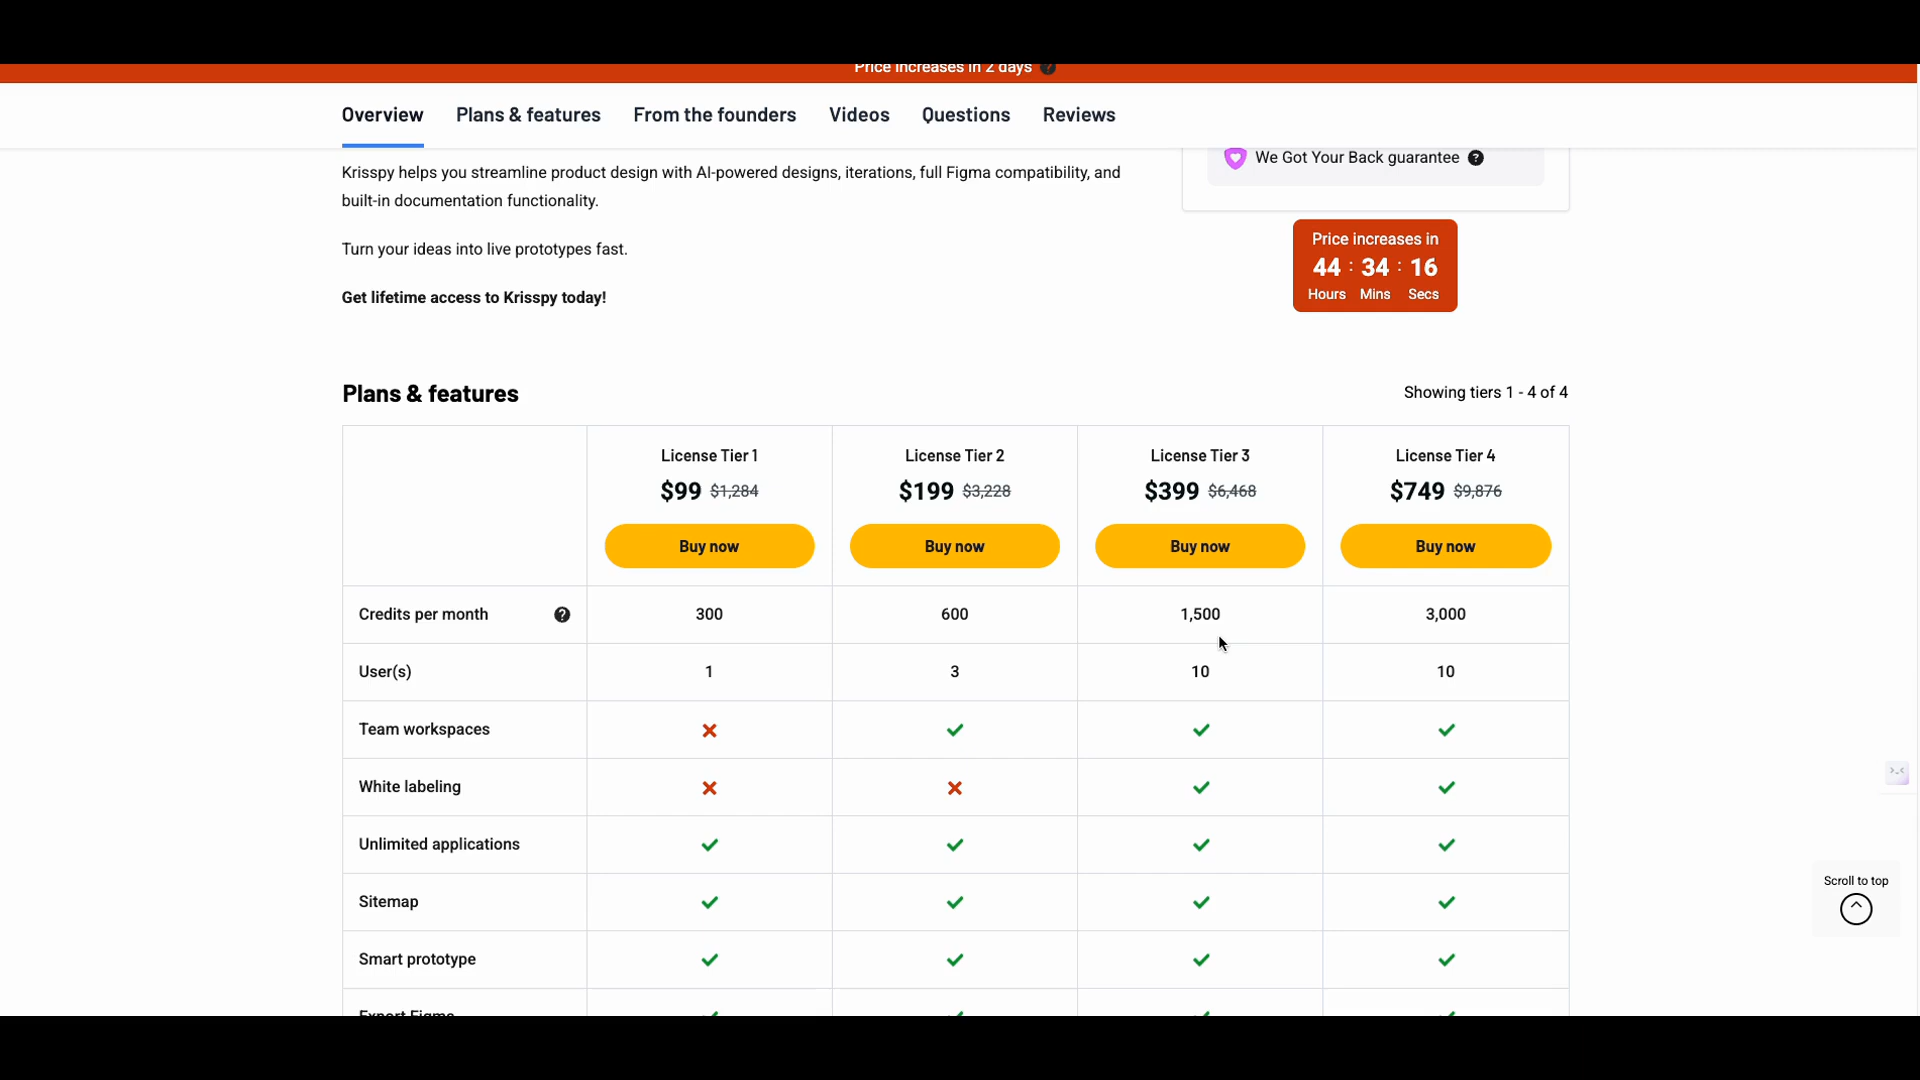 Price increases in 2 days ?
Overview Plans & features From the founders Videos Questions Reviews
We Got Your Back guarantee ?
Krisspy helps you streamline product design with AI-powered designs, iterations, full Figma compatibility, and
built-in documentation functionality.
Turn your ideas into live prototypes fast.
Get lifetime access to Krisspy today!
Price increases in
44 : 34 : 16
Hours Mins Secs
Plans & features
Showing tiers 1 - 4 of 4
License Tier 1 License Tier 2 License Tier 3 License Tier 4
$99 $1,284 $199 $3,228 $399 $6,468 $749 $9,876
Buy now Buy now Buy now Buy now
Credits per month ? 300 600 1,500 3,000
User(s) 1 3 10 10
Team workspaces
White labeling
Unlimited applications
Sitemap
Smart prototype
Export Figma
Scroll to top